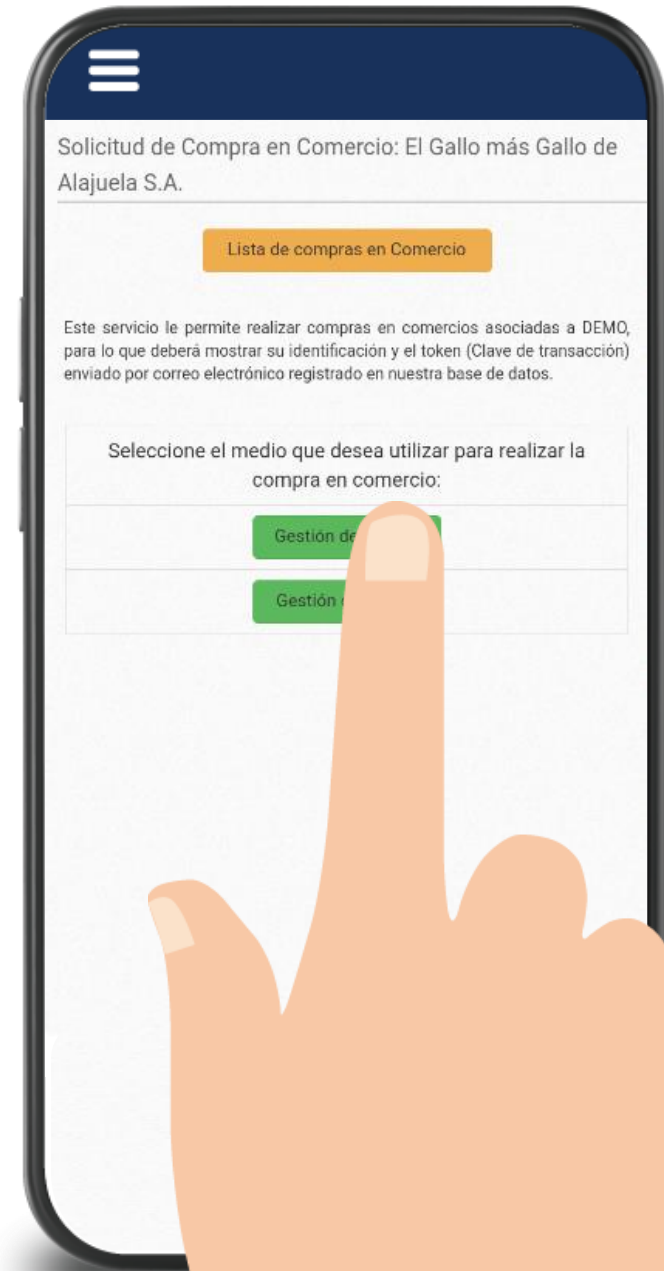 Solicitud de Compra en Comercio: El Gallo más Gallo de
Alajuela S.A.
Lista de compras en Comercio
Este servicio le permite realizar compras en comercios asociadas a DEMO,
para lo que deberá mostrar su identificación y el token (Clave de transacción)
enviado por correo electrónico registrado en nuestra base de datos.
Seleccione el medio que desea utilizar para realizar la
compra en comercio:
Gestión de
Gestión